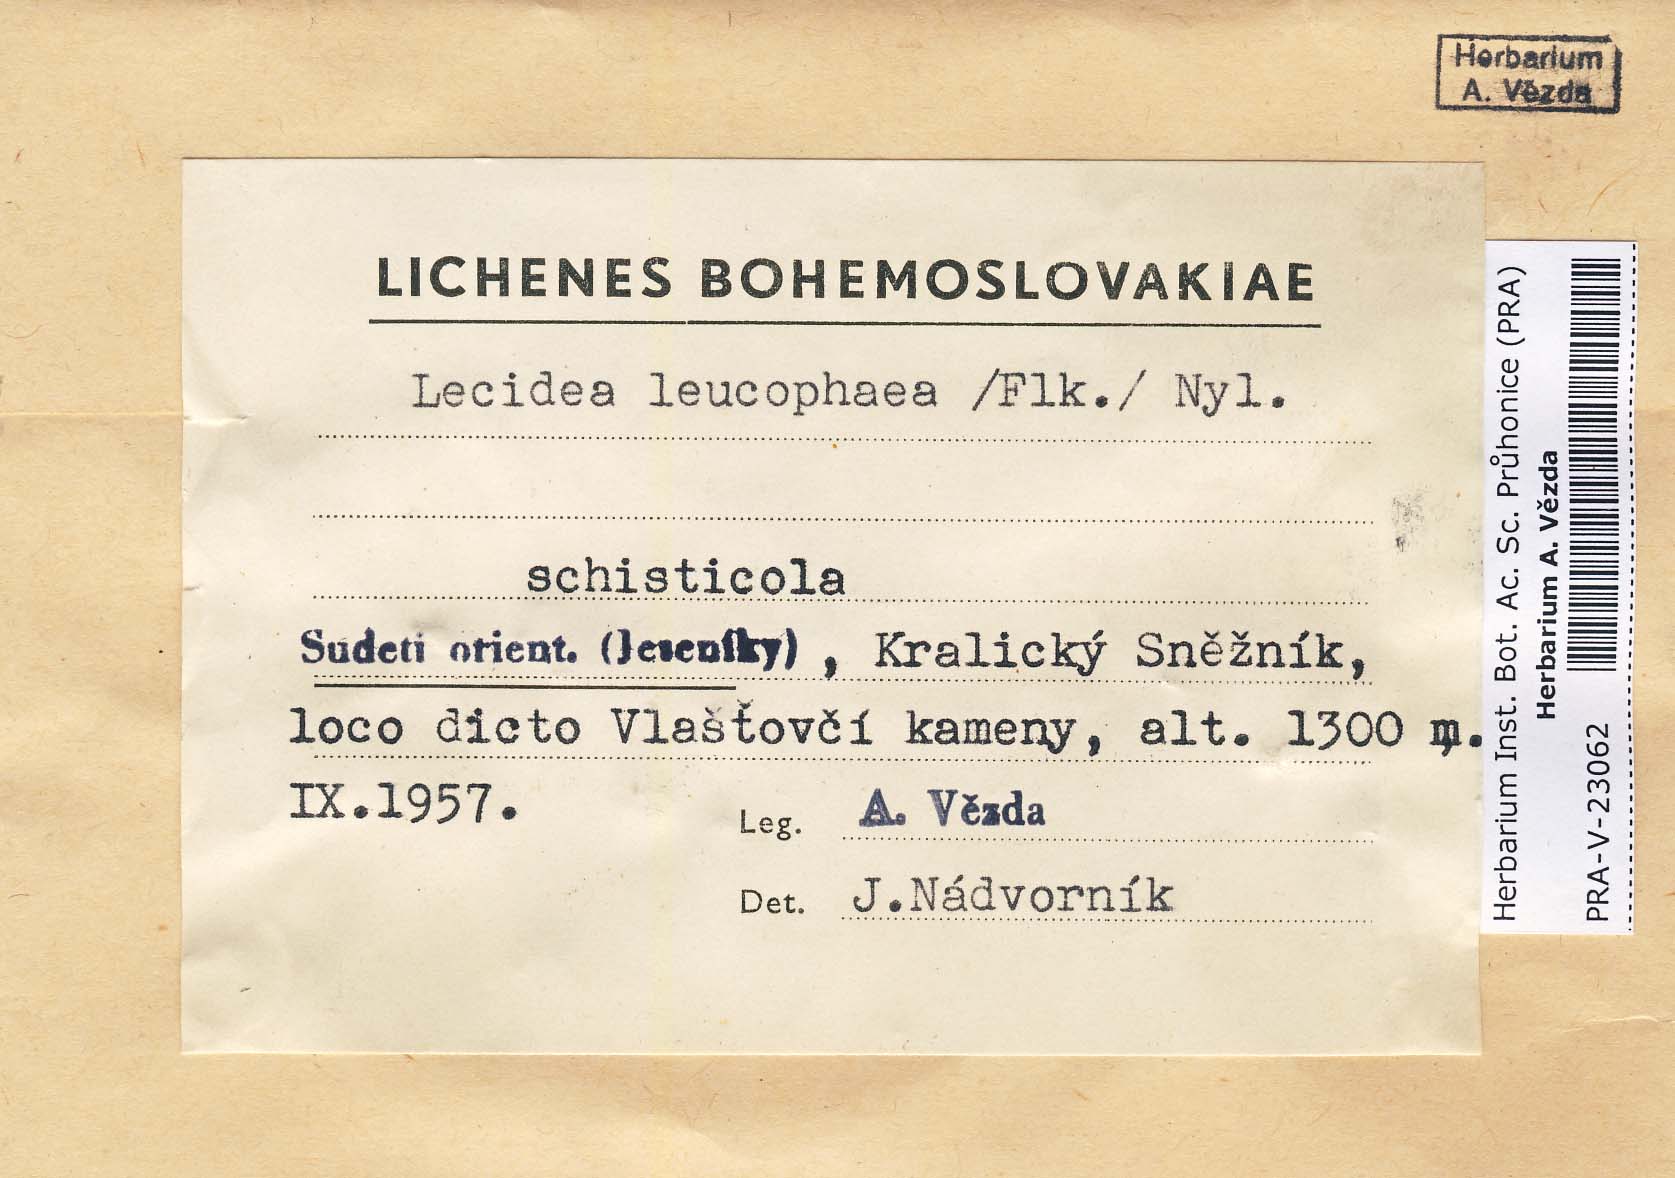 Herbarium
A. Vězda
LICHENES BOHEMOSLOVAKIAE
Lecidea leucophaea /Flk./ Nyl.
schisticola
Sudeti orient. (Jeseníky), Kralický Sněžník,
loco dicto Vlašťovčí kameny, alt. 1300 m.
IX.1957.
Leg. A. Vězda
Det. J.Nádvorník
Herbarium Inst. Bot. Ac. Sc. Průhonice (PRA)
Herbarium A. Vězda
PRA-V-23062